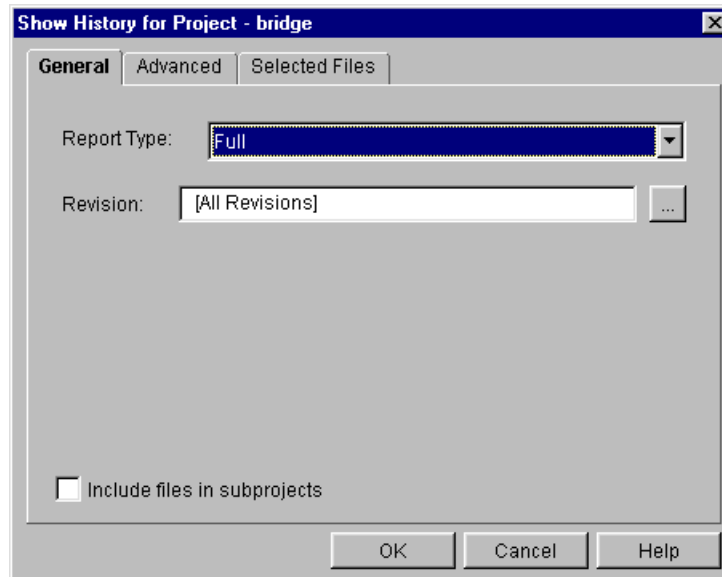 Show History for Project - bridge
General Advanced Selected Files
Report Type: Full
Revision: [All Revisions] ...
Include files in subprojects
OK Cancel Help